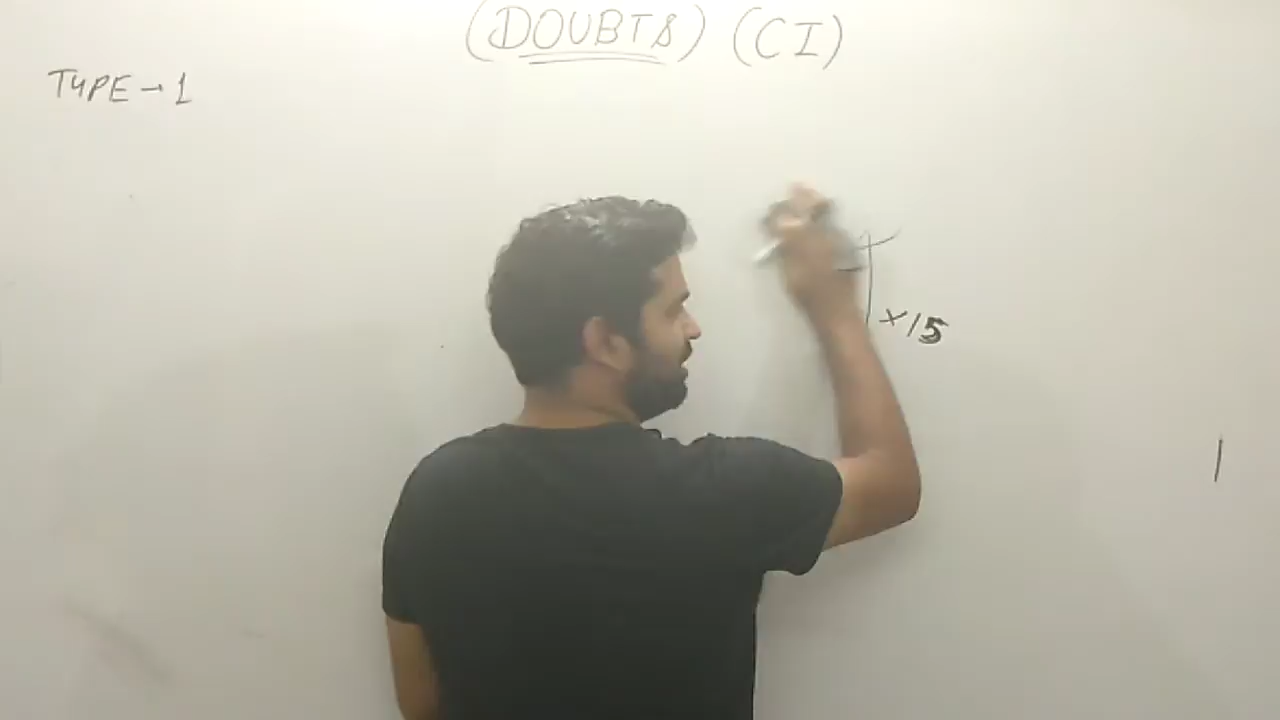 (DOUBTS) (CI)
TYPE → 1
×15